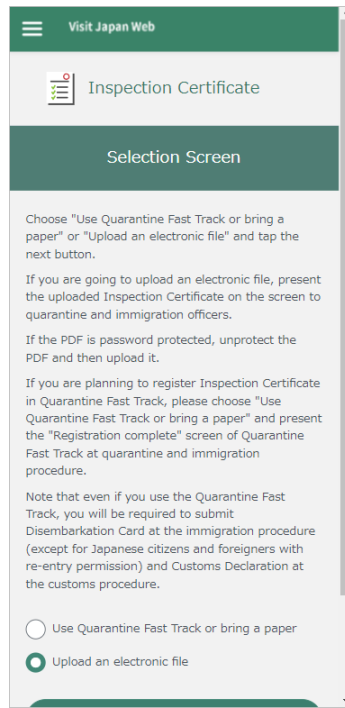 Visit Japan Web
Inspection Certificate
Selection Screen
Choose "Use Quarantine Fast Track or bring a
paper" or "Upload an electronic file" and tap the
next button.
If you are going to upload an electronic file, present
the uploaded Inspection Certificate on the screen to
quarantine and immigration officers.
If the PDF is password protected, unprotect the
PDF and then upload it.
If you are planning to register Inspection Certificate
in Quarantine Fast Track, please choose "Use
Quarantine Fast Track or bring a paper" and present
the "Registration complete" screen of Quarantine
Fast Track at quarantine and immigration
procedure.
Note that even if you use the Quarantine Fast
Track, you will be required to submit
Disembarkation Card at the immigration procedure
(except for Japanese citizens and foreigners with
re-entry permission) and Customs Declaration at
the customs procedure.
Use Quarantine Fast Track or bring a paper
Upload an electronic file